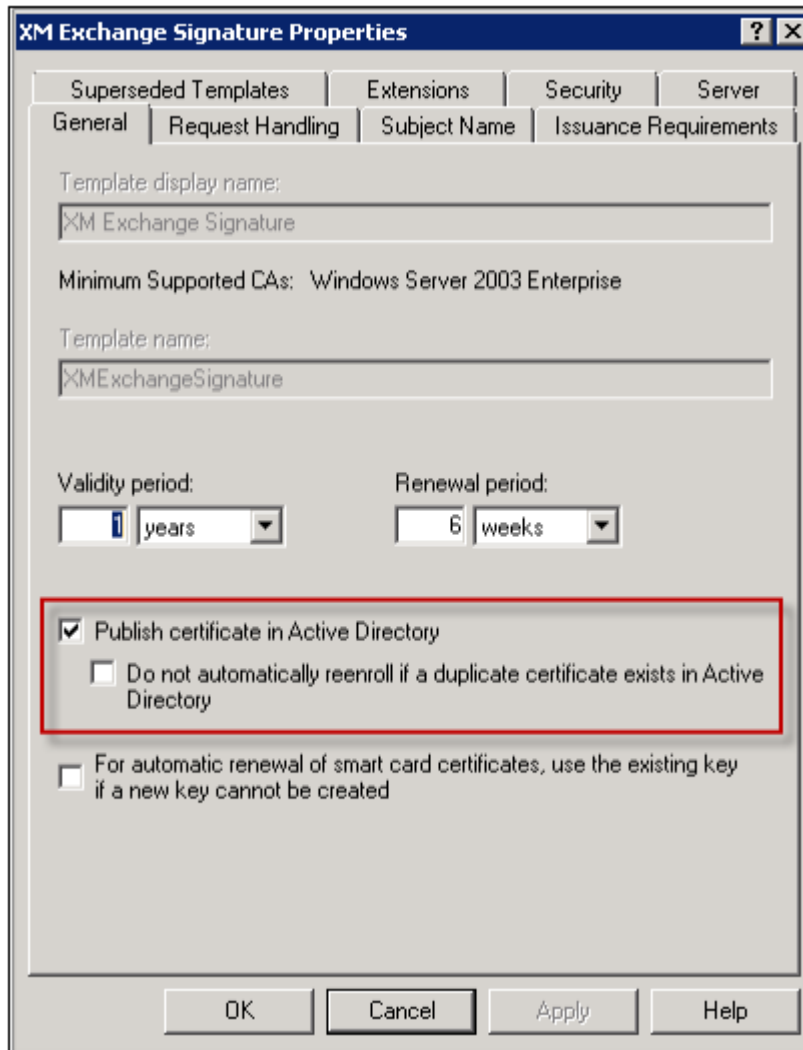 XM Exchange Signature Properties
Superseded Templates Extensions Security Server
General Request Handling Subject Name Issuance Requirements
Template display name:
XM Exchange Signature
Minimum Supported CAs: Windows Server 2003 Enterprise
Template name:
XMExchangeSignature
Validity period: Renewal period:
1 years 6 weeks
Publish certificate in Active Directory
Do not automatically reenroll if a duplicate certificate exists in Active
Directory
For automatic renewal of smart card certificates, use the existing key
if a new key cannot be created
OK Cancel Apply Help